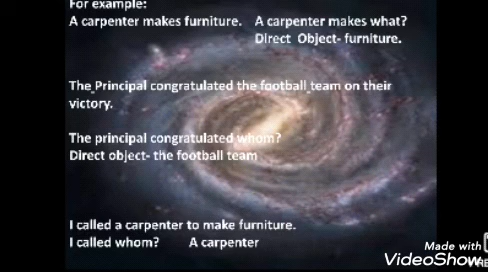 For example:
A carpenter makes furniture. A carpenter makes what?
Direct Object- furniture.
The Principal congratulated the football team on their
victory.
The principal congratulated whom?
Direct object- the football team
I called a carpenter to make furniture.
I called whom? A carpenter
Made with
VideoShow